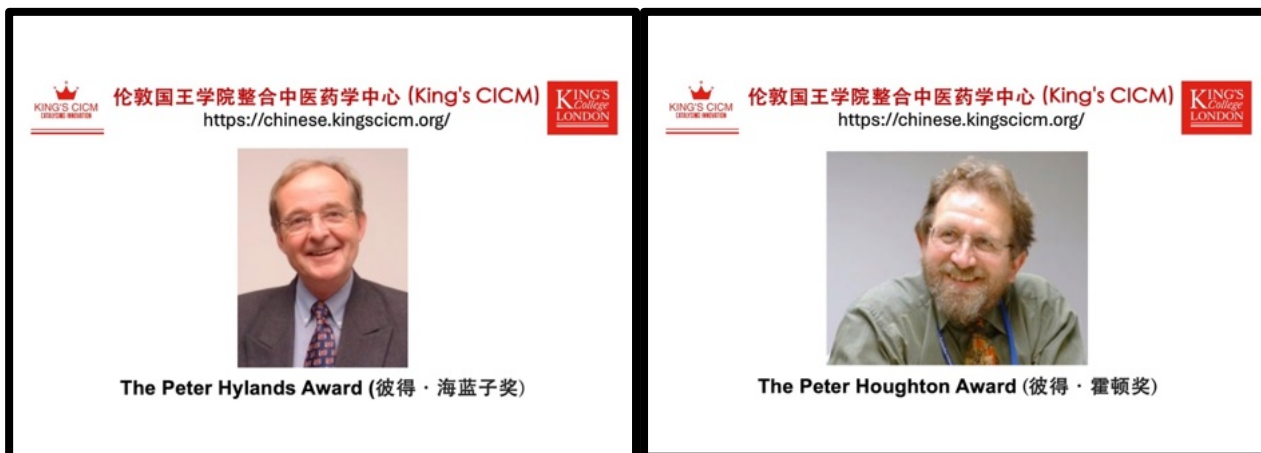 KING'S CICM
CATALYSING INNOVATION
伦敦国王学院整合中医药学中心 (King's CICM)
https://chinese.kingscicm.org/
KING'S
College
LONDON
The Peter Hylands Award (彼得 · 海蓝子奖)
KING'S CICM
CATALYSING INNOVATION
伦敦国王学院整合中医药学中心 (King's CICM)
https://chinese.kingscicm.org/
KING'S
College
LONDON
The Peter Houghton Award (彼得 · 霍顿奖)